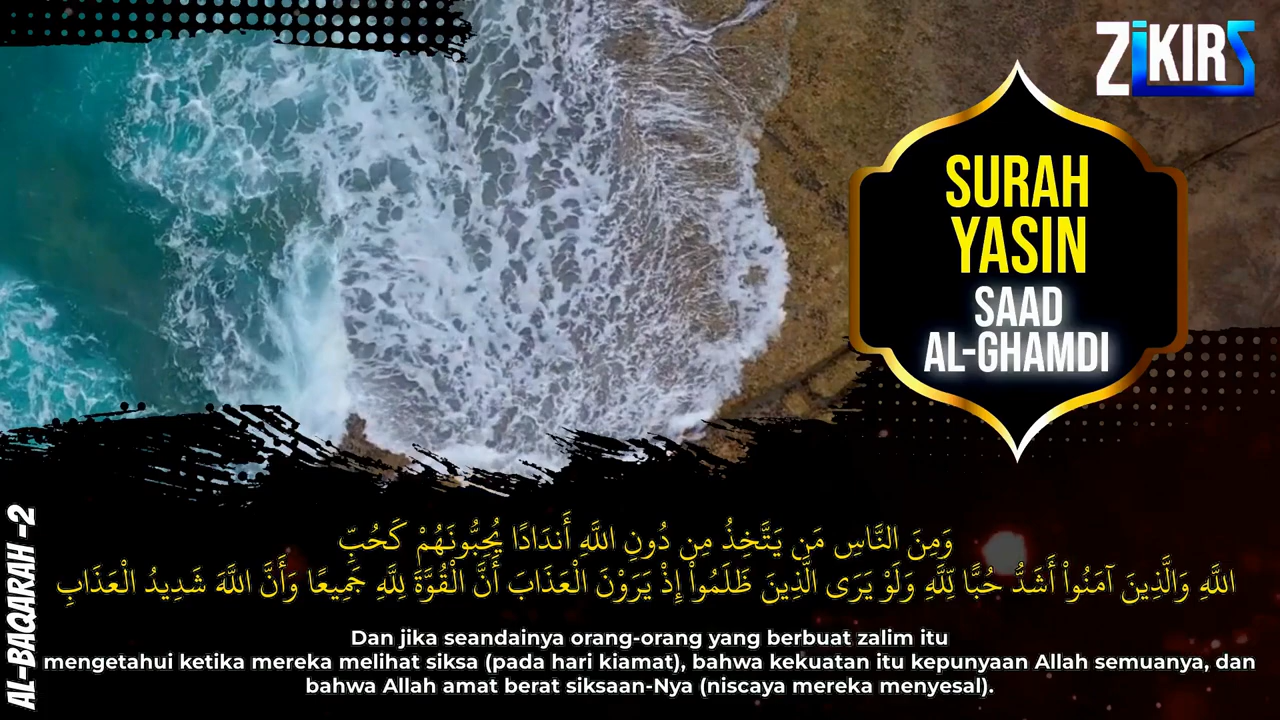 ZiKIRS
SURAH
YASIN
SAAD
AL-GHAMDI
AL-BAQARAH -2
وَمِنَ النَّاسِ مَن يَتَّخِذُ مِن دُونِ اللَّهِ أَندَادًا يُحِبُّونَهُمْ كَحُبِّ
اللَّهِ وَالَّذِينَ آمَنُواْ أَشَدُّ حُبًّا لِّلَّهِ وَلَوْ يَرَى الَّذِينَ ظَلَمُواْ إِذْ يَرَوْنَ الْعَذَابَ أَنَّ الْقُوَّةَ لِلَّهِ جَمِيعًا وَأَنَّ اللَّهَ شَدِيدُ الْعَذَابِ
Dan jika seandainya orang-orang yang berbuat zalim itu
mengetahui ketika mereka melihat siksa (pada hari kiamat), bahwa kekuatan itu kepunyaan Allah semuanya, dan
bahwa Allah amat berat siksaan-Nya (niscaya mereka menyesal).